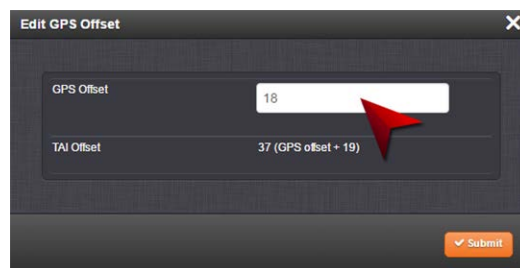 Edit GPS Offset
GPS Offset
18
TAI Offset
37 (GPS offset + 19)
Submit